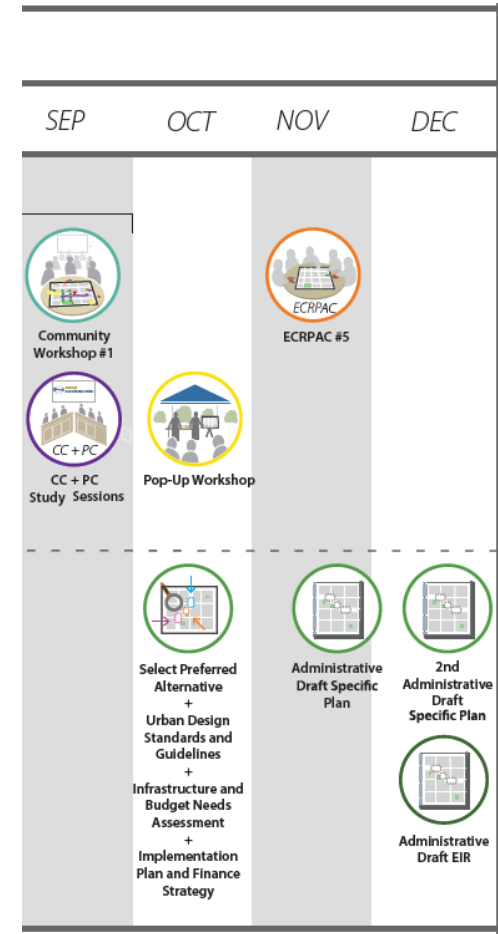 SEP
OCT
NOV
DEC
Community
Workshop #1
ECRPAC
ECRPAC #5
CC + PC
CC + PC
Study Sessions
Pop-Up Workshop
Select Preferred
Alternative
+
Urban Design
Standards and
Guidelines
+
Infrastructure and
Budget Needs
Assessment
+
Implementation
Plan and Finance
Strategy
Administrative
Draft Specific
Plan
2nd
Administrative
Draft
Specific Plan
Administrative
Draft EIR